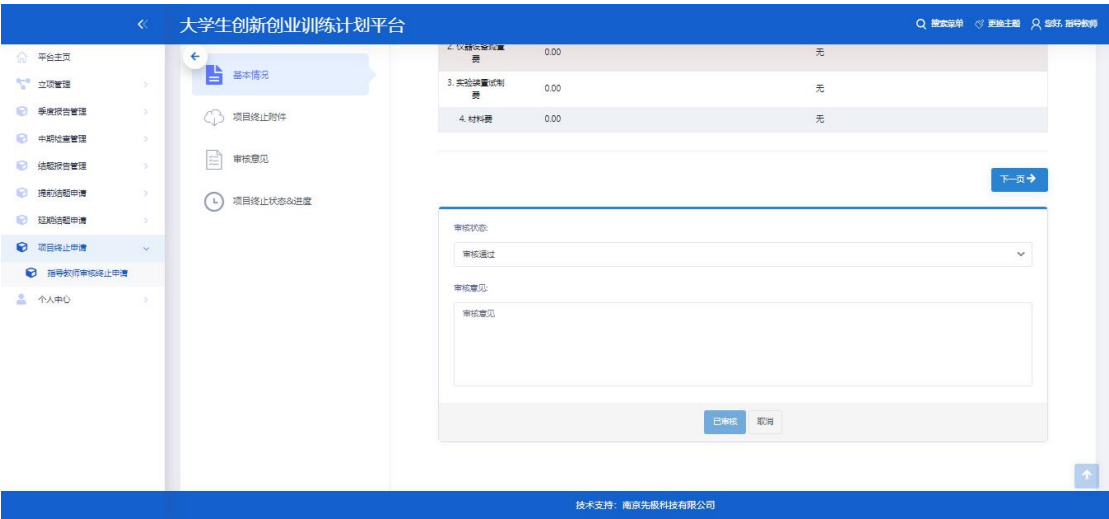 大学生创新创业训练计划平台
搜索菜单 更换主题 您好, 指导教师
平台主页
立项管理
季度报告管理
中期检查管理
结题报告管理
提前结题申请
延期结题申请
项目终止申请
指导教师审核终止申请
个人中心
基本情况
项目终止附件
审核意见
项目终止状态&进度
2. 仪器设备购置费 0.00 无
3. 实验装置试制费 0.00 无
4. 材料费 0.00 无
下一页
审核状态:
审核通过
审核意见:
审核意见
已审核 取消
技术支持：南京先极科技有限公司